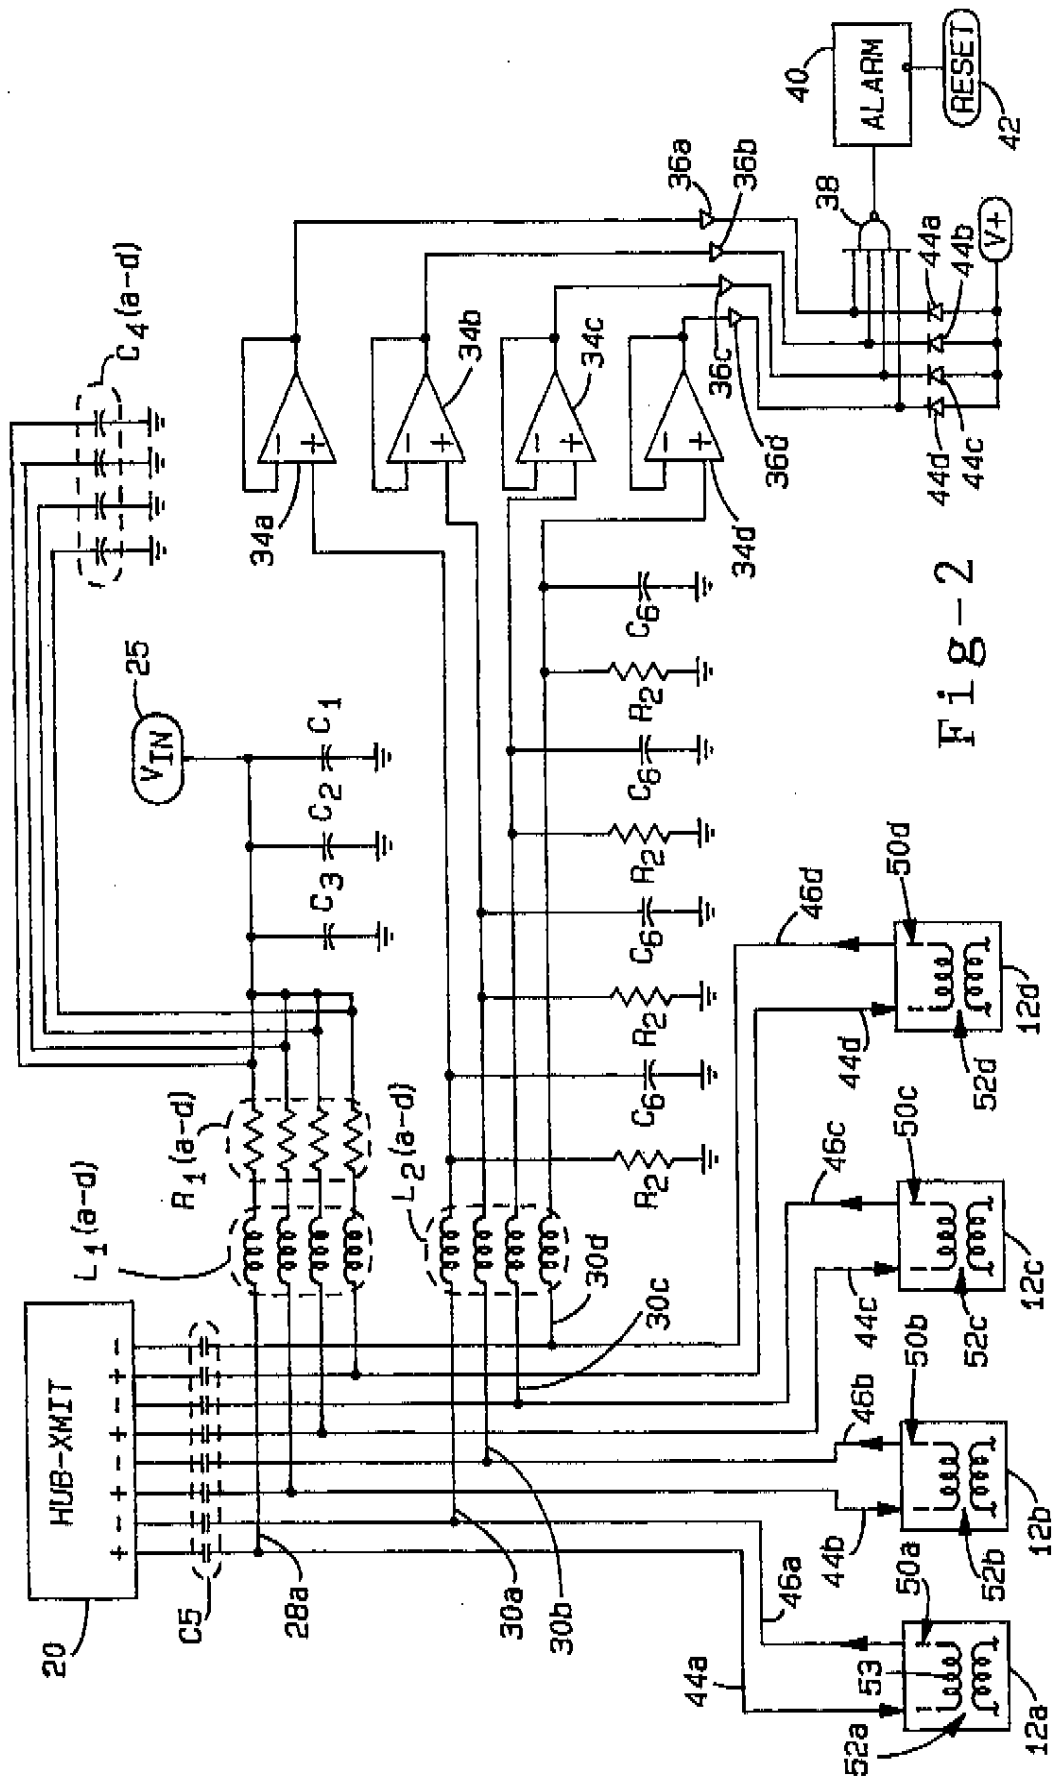 20
HUB-XMIT
+ - + - + - + -
C5
28a
L1(a-d)
R1(a-d)
C3
C2
C1
VIN
25
C4(a-d)
30a
30b
30c
30d
L2(a-d)
R2
C6
R2
C6
R2
C6
R2
C6
34a
- +
34b
- +
34c
- +
34d
- +
36a
36b
36c
36d
38
40
ALARM
RESET
42
44a
44b
44c
44d
V+
44a
46a
44b
46b
44c
46c
44d
46d
50a
53
52a
12a
50b
52b
12b
50c
52c
12c
50d
52d
12d
Fig-2